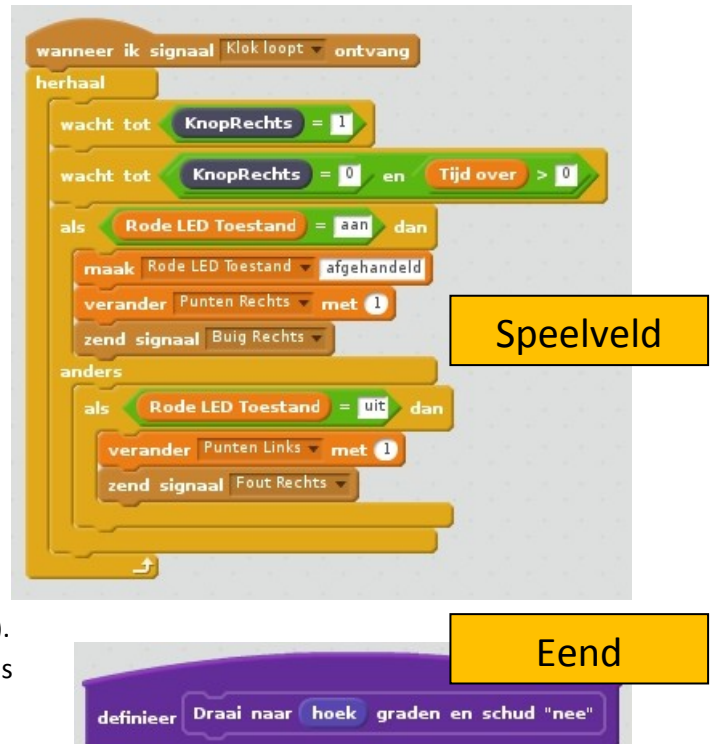 wanneer ik signaal Klok loopt ontvang
herhaal
wacht tot KnopRechts = 1
wacht tot KnopRechts = 0 en Tijd over > 0
als Rode LED Toestand = aan dan
maak Rode LED Toestand afgehandeld
verander Punten Rechts met 1
zend signaal Buig Rechts
Speelveld
anders
als Rode LED Toestand = uit dan
verander Punten Links met 1
zend signaal Fout Rechts
).
s
Eend
definieer Draai naar hoek graden en schud "nee"